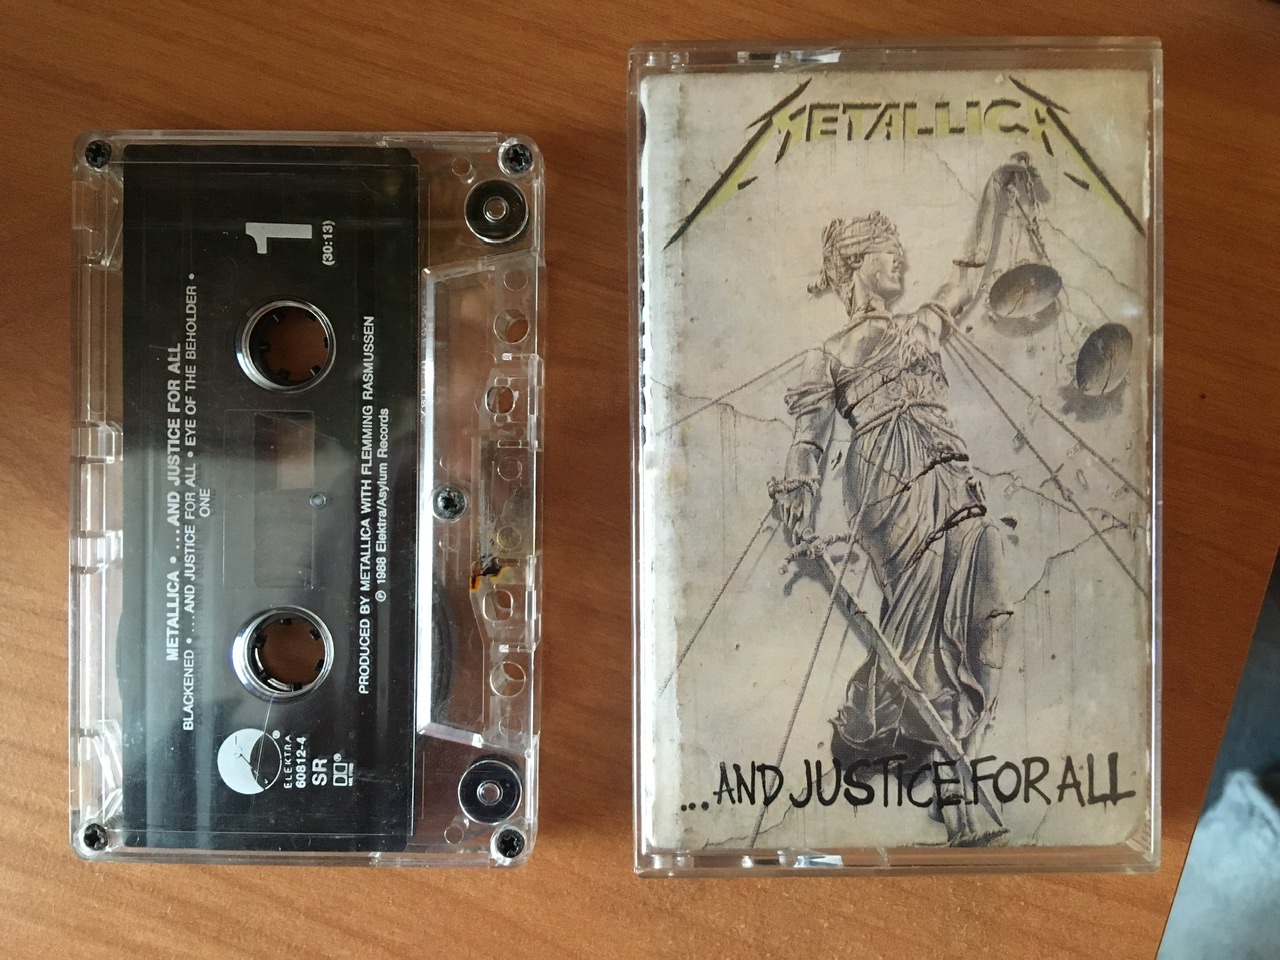 METALLICA • ...AND JUSTICE FOR ALL
BLACKENED • ...AND JUSTICE FOR ALL • EYE OF THE BEHOLDER •
ONE
1
(30:13)
PRODUCED BY METALLICA WITH FLEMMING RASMUSSEN
℗ 1988 Elektra/Asylum Records
ELEKTRA
60812-4
SR
METALLICA
...AND JUSTICE FOR ALL